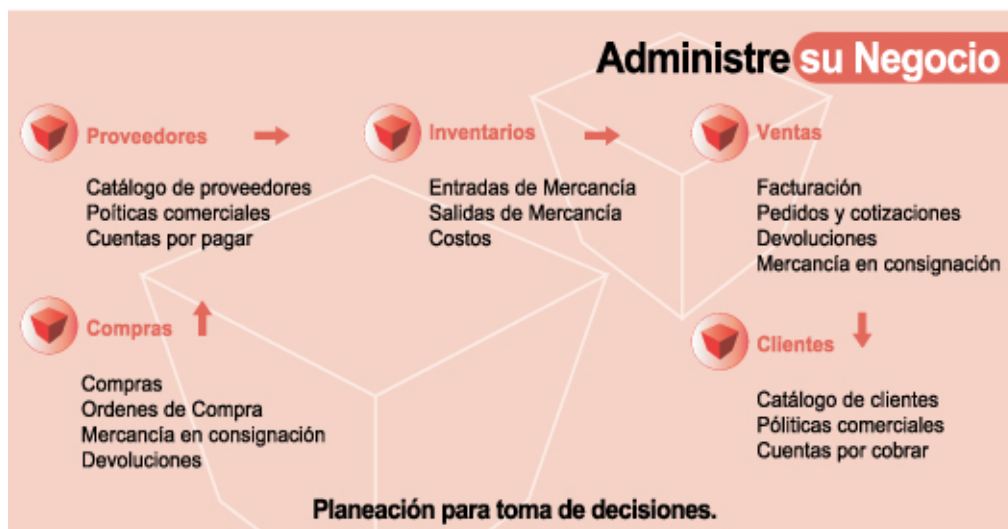 Administre su Negocio
Proveedores
Catálogo de proveedores
Poíticas comerciales
Cuentas por pagar
Inventarios
Entradas de Mercancía
Salidas de Mercancía
Costos
Ventas
Facturación
Pedidos y cotizaciones
Devoluciones
Mercancía en consignación
Compras
Compras
Ordenes de Compra
Mercancía en consignación
Devoluciones
Clientes
Catálogo de clientes
Póliticas comerciales
Cuentas por cobrar
Planeación para toma de decisiones.